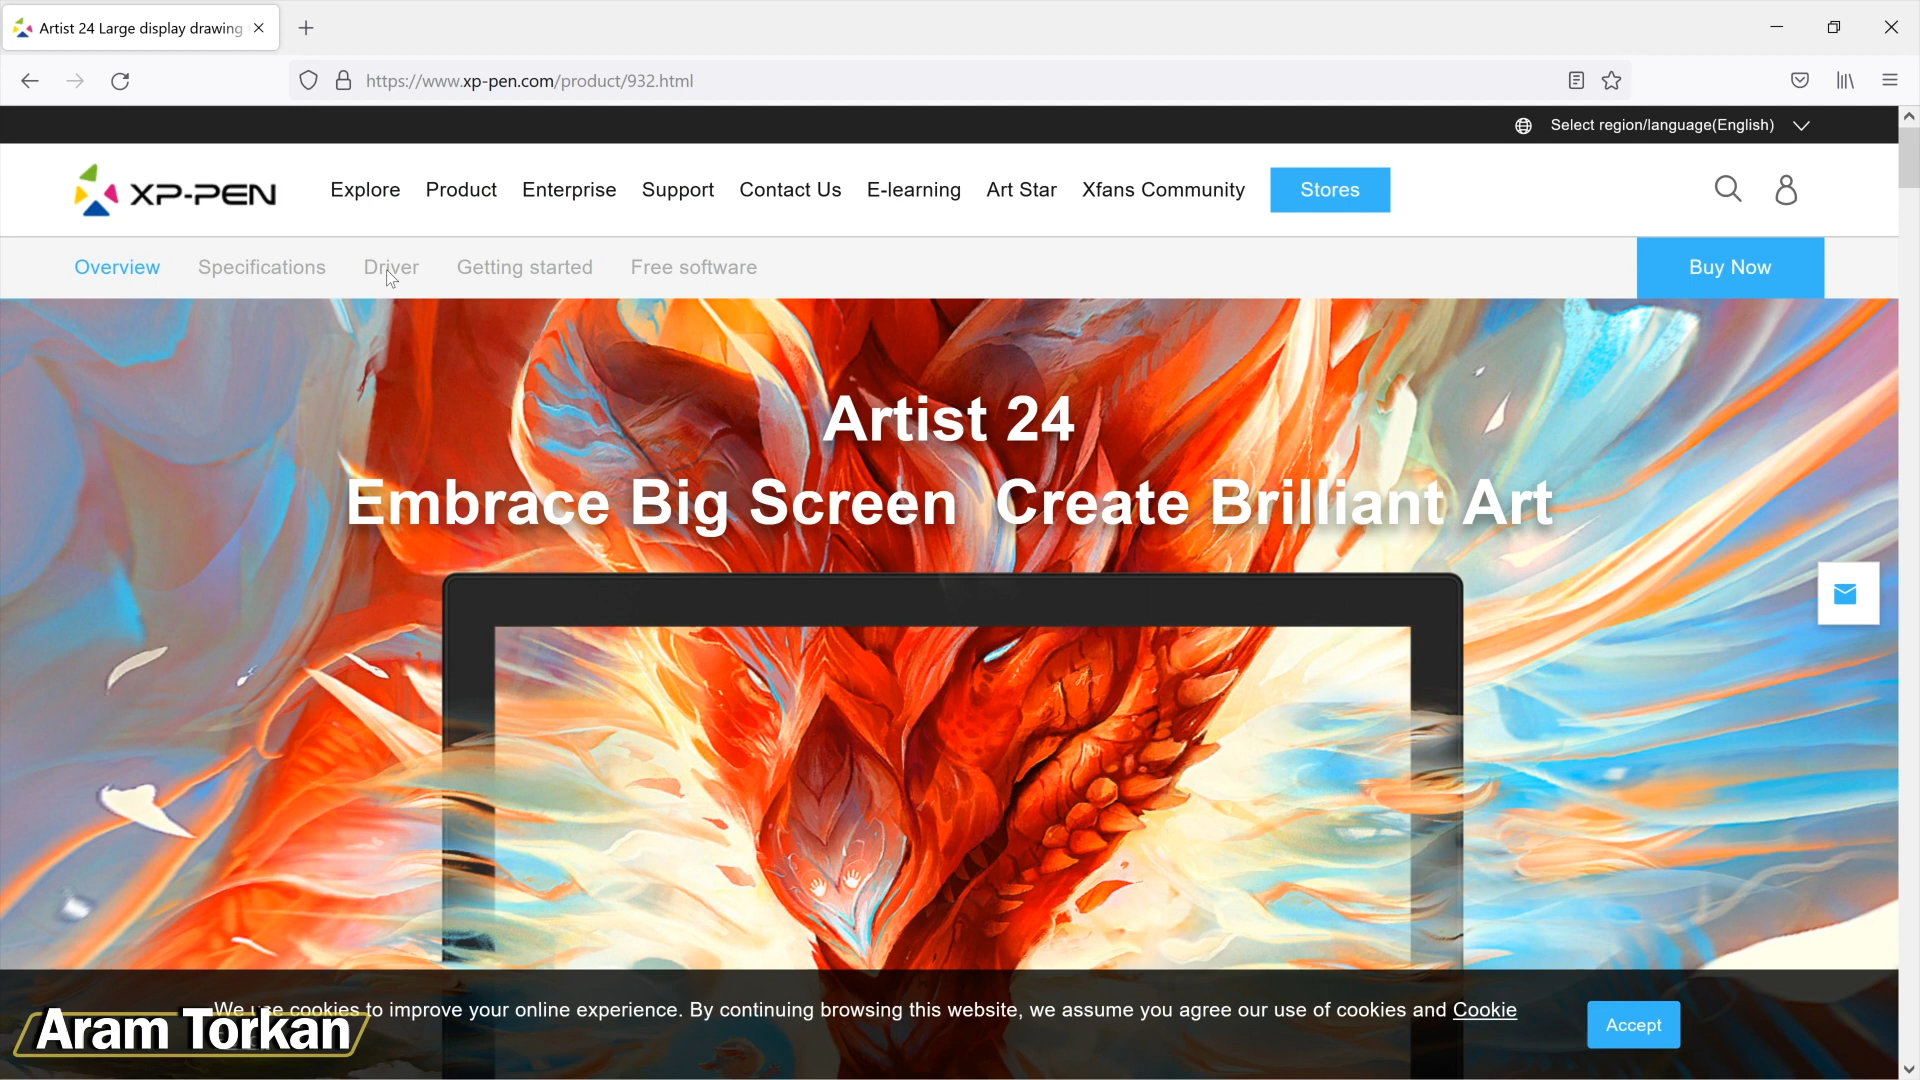 Artist 24 Large display drawing
https://www.xp-pen.com/product/932.html
Select region/language(English)
XP-PEN Explore Product Enterprise Support Contact Us E-learning Art Star Xfans Community Stores
Overview Specifications Driver Getting started Free software Buy Now
Artist 24
Embrace Big Screen Create Brilliant Art
We use cookies to improve your online experience. By continuing browsing this website, we assume you agree our use of cookies and Cookie
Accept
Aram Torkan